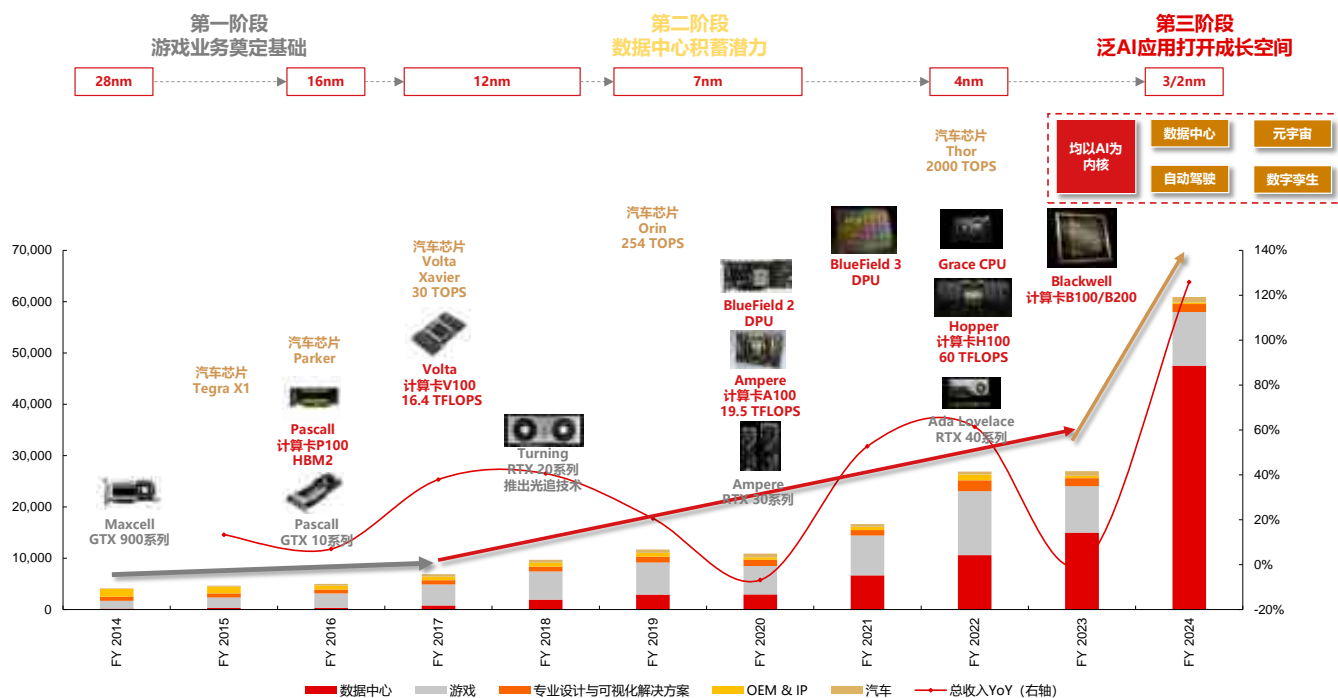 第一阶段
游戏业务奠定基础
第二阶段
数据中心积蓄潜力
第三阶段
泛AI应用打开成长空间
28nm
16nm
12nm
7nm
4nm
3/2nm
均以AI为
内核
数据中心
元宇宙
自动驾驶
数字孪生
汽车芯片
Thor
2000 TOPS
汽车芯片
Orin
254 TOPS
汽车芯片
Volta
Xavier
30 TOPS
汽车芯片
Parker
汽车芯片
Tegra X1
BlueField 3
DPU
Grace CPU
Blackwell
计算卡B100/B200
BlueField 2
DPU
Hopper
计算卡H100
60 TFLOPS
Volta
计算卡V100
16.4 TFLOPS
Ampere
计算卡A100
19.5 TFLOPS
Pascall
计算卡P100
HBM2
Ada Lovelace
RTX 40系列
Turning
RTX 20系列
推出光追技术
Ampere
RTX 30系列
Maxcell
GTX 900系列
Pascall
GTX 10系列
70,000
60,000
50,000
40,000
30,000
20,000
10,000
0
140%
120%
100%
80%
60%
40%
20%
0%
-20%
FY 2014
FY 2015
FY 2016
FY 2017
FY 2018
FY 2019
FY 2020
FY 2021
FY 2022
FY 2023
FY 2024
数据中心
游戏
专业设计与可视化解决方案
OEM & IP
汽车
总收入YoY（右轴）